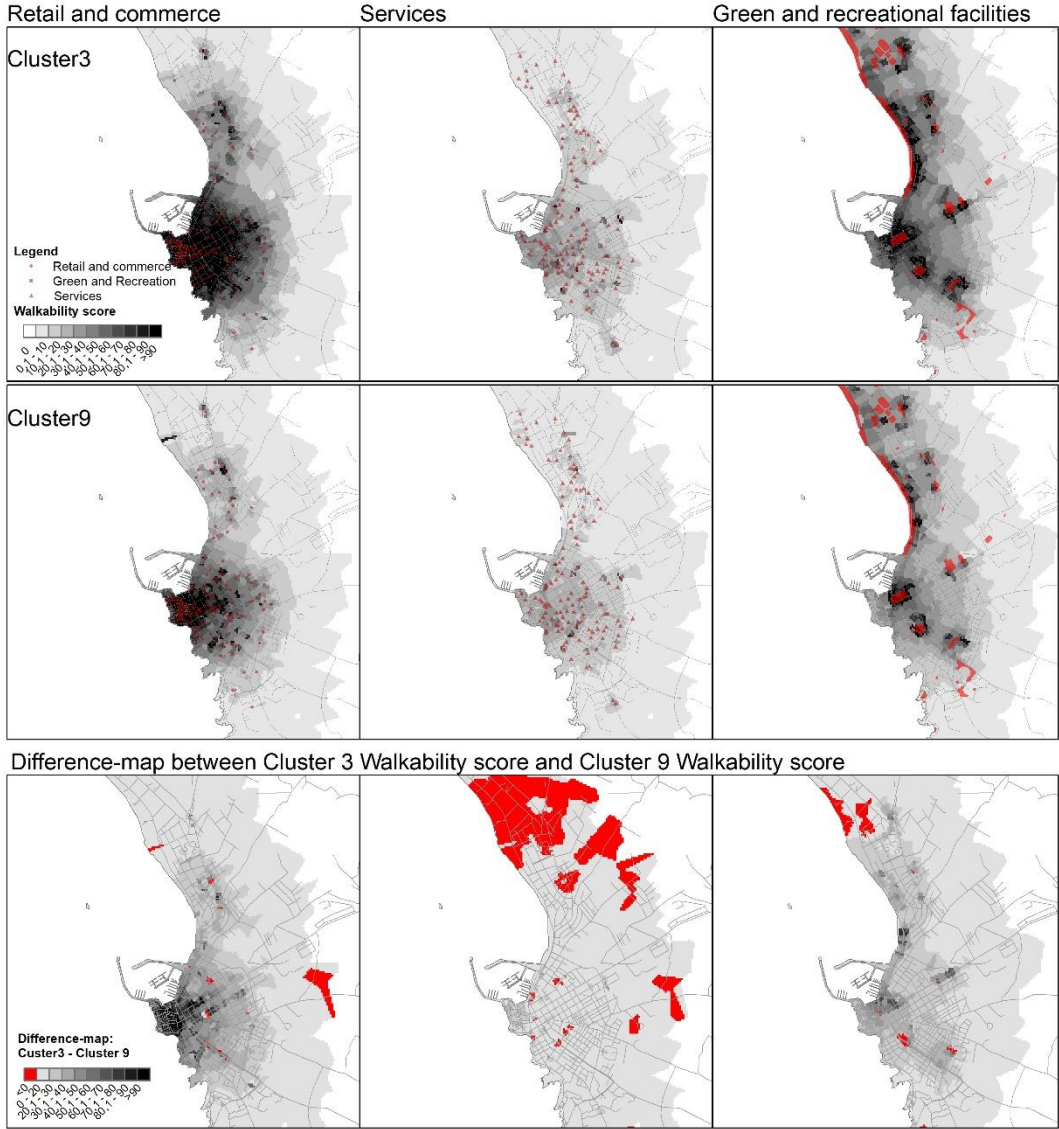 Retail and commerce
Services
Green and recreational facilities
Cluster3
Legend
Retail and commerce
Green and Recreation
Services
Walkability score
0
0,1 - 10
10,1 - 20
20,1 - 30
30,1 - 40
40,1 - 50
50,1 - 60
60,1 - 70
70,1 - 80
80,1 - 90
>90
Cluster9
Difference-map between Cluster 3 Walkability score and Cluster 9 Walkability score
Difference-map:
Custer3 - Cluster 9
<0
0 - 20
20,1 - 30
30,1 - 40
40,1 - 50
50,1 - 60
60,1 - 70
70,1 - 80
80,1 - 90
>90